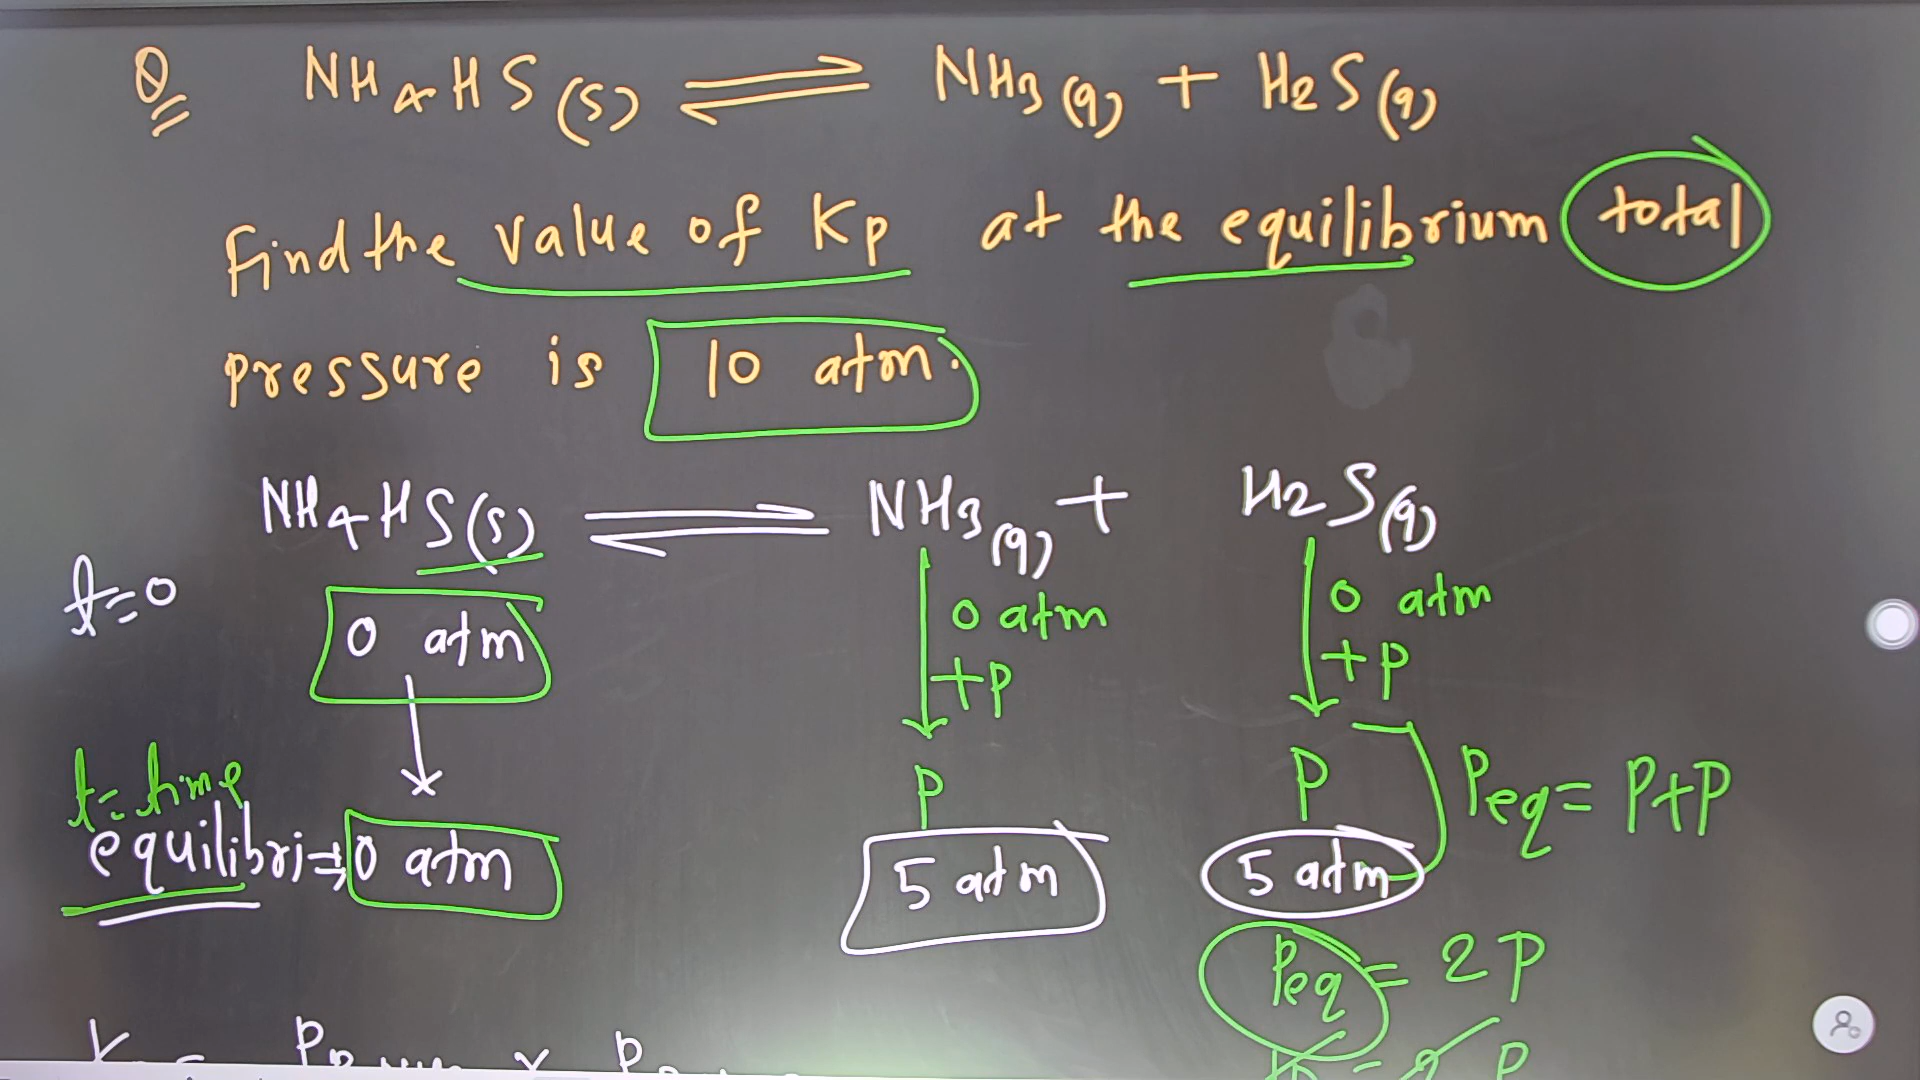 Q NH4HS(s) ⇌ NH3(g) + H2S(g)
Find the value of Kp at the equilibrium total
pressure is 10 atm.
NH4HS(s) ⇌ NH3(g) + H2S(g)
t=0 0 atm 0 atm 0 atm
+P +P
t= time P P Peq = P+P
equilibri⇒ 0 atm 5 atm 5 atm
Peq = 2P